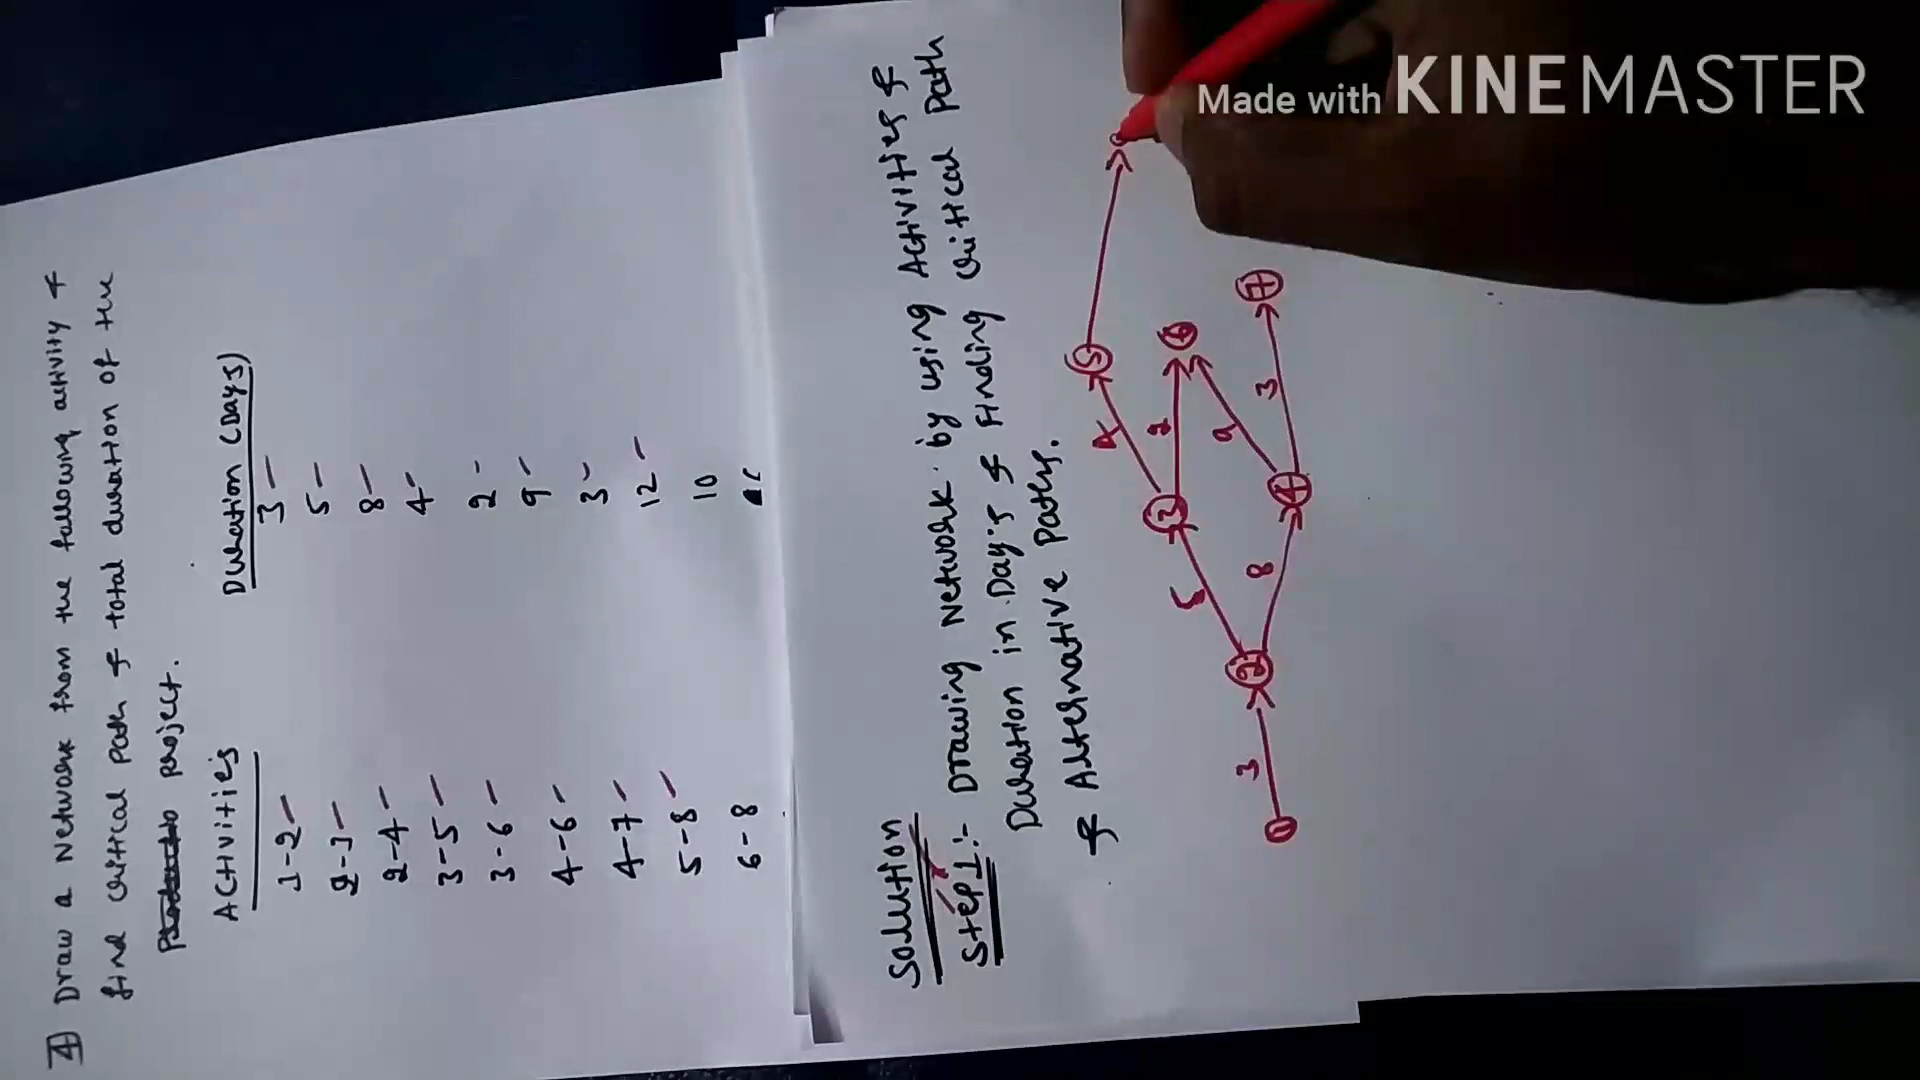 4 Draw a Network from the following activity &
find critical path & total duration of the
project.
Activities Duration (Days)
1-2 3
2-3 5
2-4 8
3-5 4
3-6 2
4-6 9
4-7 3
5-8 12
6-8 10
Solution
Step 1:- Drawing Network by using Activities &
Duration in Days & Finding Critical Path
& Alternative Paths.
5
4
3 2 6
5 9
1 3 2 8 4 3 7
Made with KINEMASTER